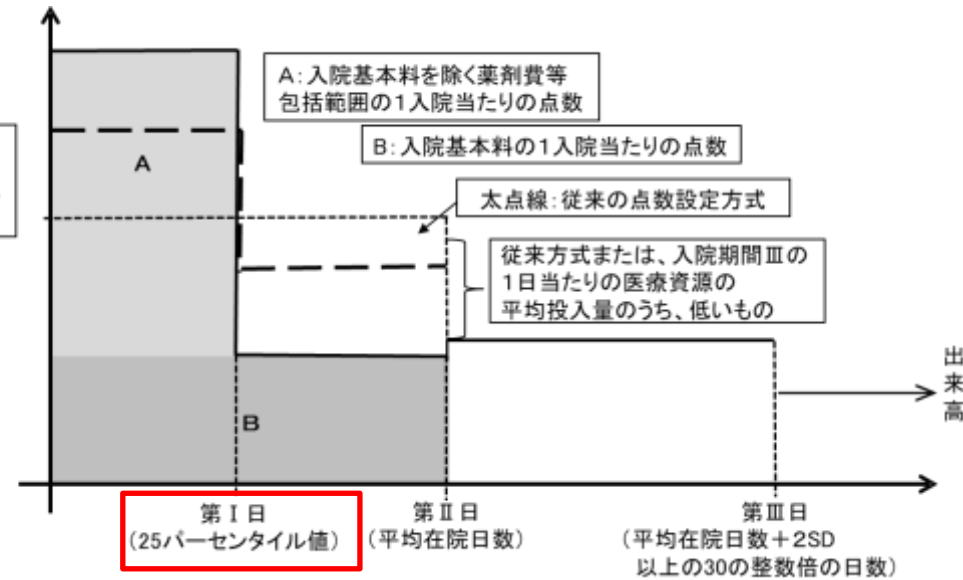 A：入院基本料を除く薬剤費等
包括範囲の１入院当たりの点数
B：入院基本料の１入院当たりの点数
A
太点線：従来の点数設定方式
従来方式または、入院期間Ⅲの
１日当たりの医療資源の
平均投入量のうち、低いもの
出
来
高
B
第Ⅰ日
（25パーセンタイル値）
第Ⅱ日
（平均在院日数）
第Ⅲ日
（平均在院日数＋２SD
以上の30の整数倍の日数）